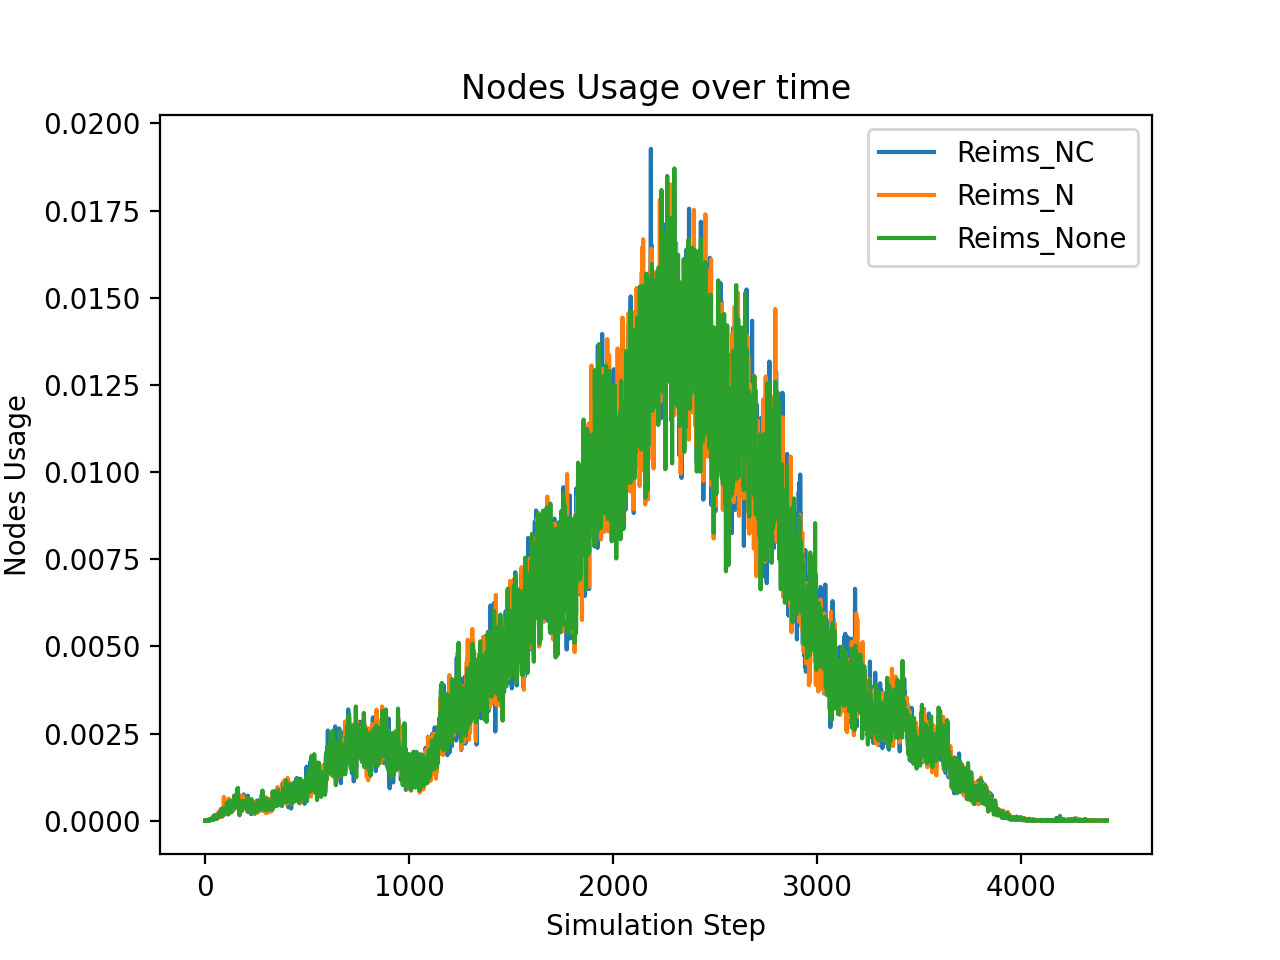 Nodes Usage over time
Reims_NC
Reims_N
Reims_None
Nodes Usage
0.0200
0.0175
0.0150
0.0125
0.0100
0.0075
0.0050
0.0025
0.0000
0 1000 2000 3000 4000
Simulation Step